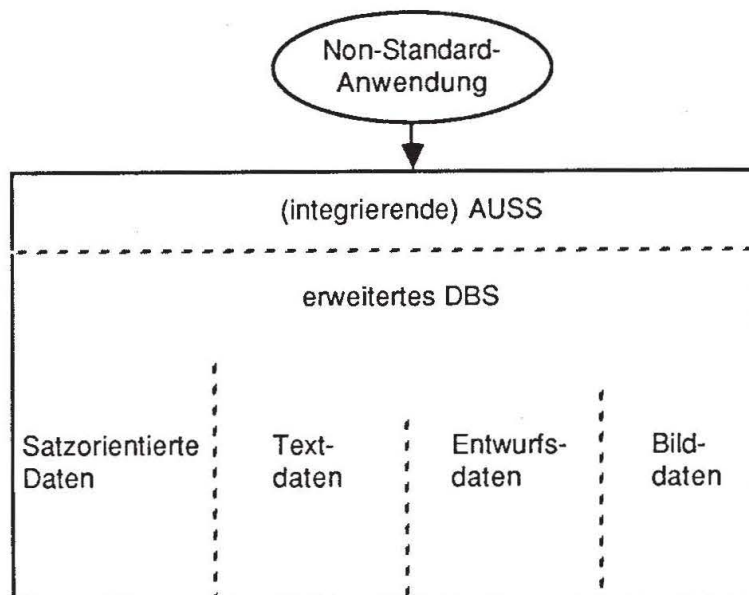 Non-Standard-
Anwendung
(integrierende) AUSS
erweitertes DBS
Satzorientierte
Daten
Text-
daten
Entwurfs-
daten
Bild-
daten